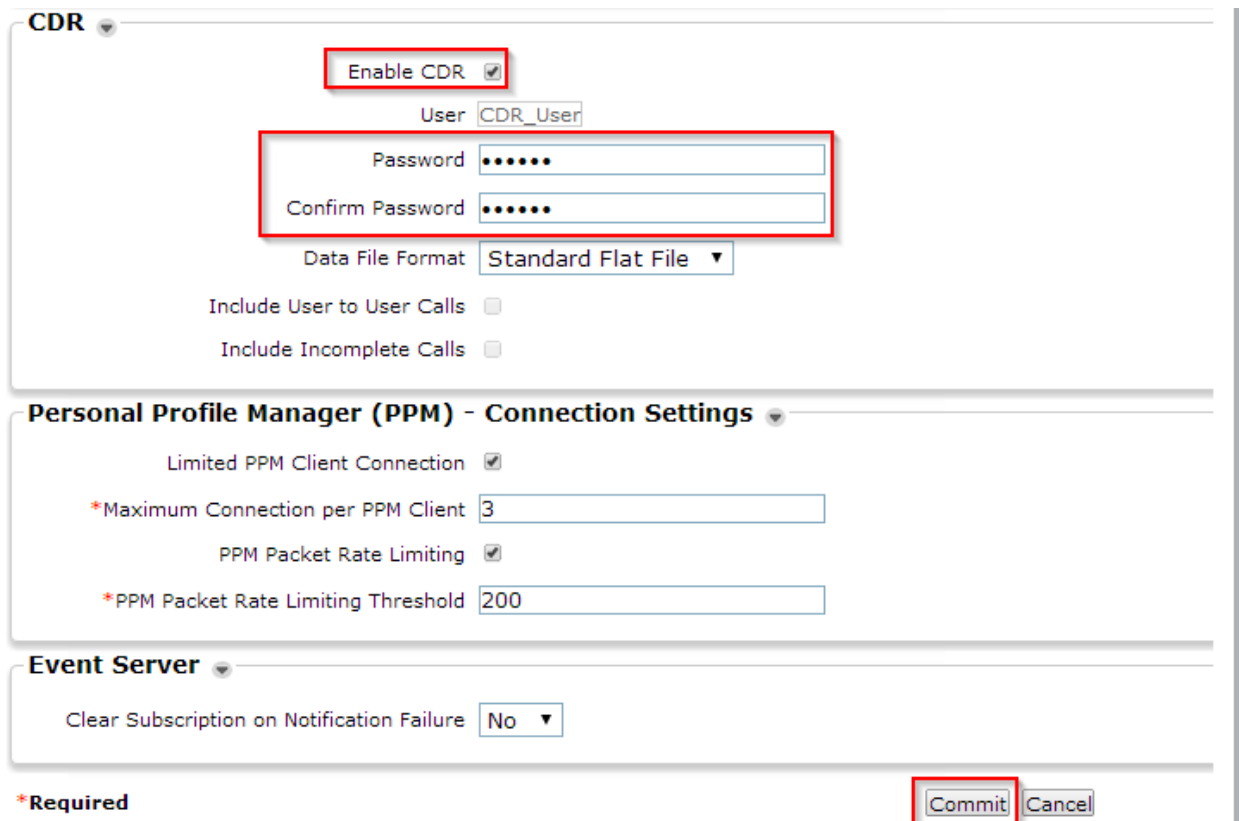 CDR
Enable CDR
User CDR_User
Password ••••••
Confirm Password ••••••
Data File Format Standard Flat File
Include User to User Calls
Include Incomplete Calls
Personal Profile Manager (PPM) - Connection Settings
Limited PPM Client Connection
*Maximum Connection per PPM Client 3
PPM Packet Rate Limiting
*PPM Packet Rate Limiting Threshold 200
Event Server
Clear Subscription on Notification Failure No
*Required Commit Cancel